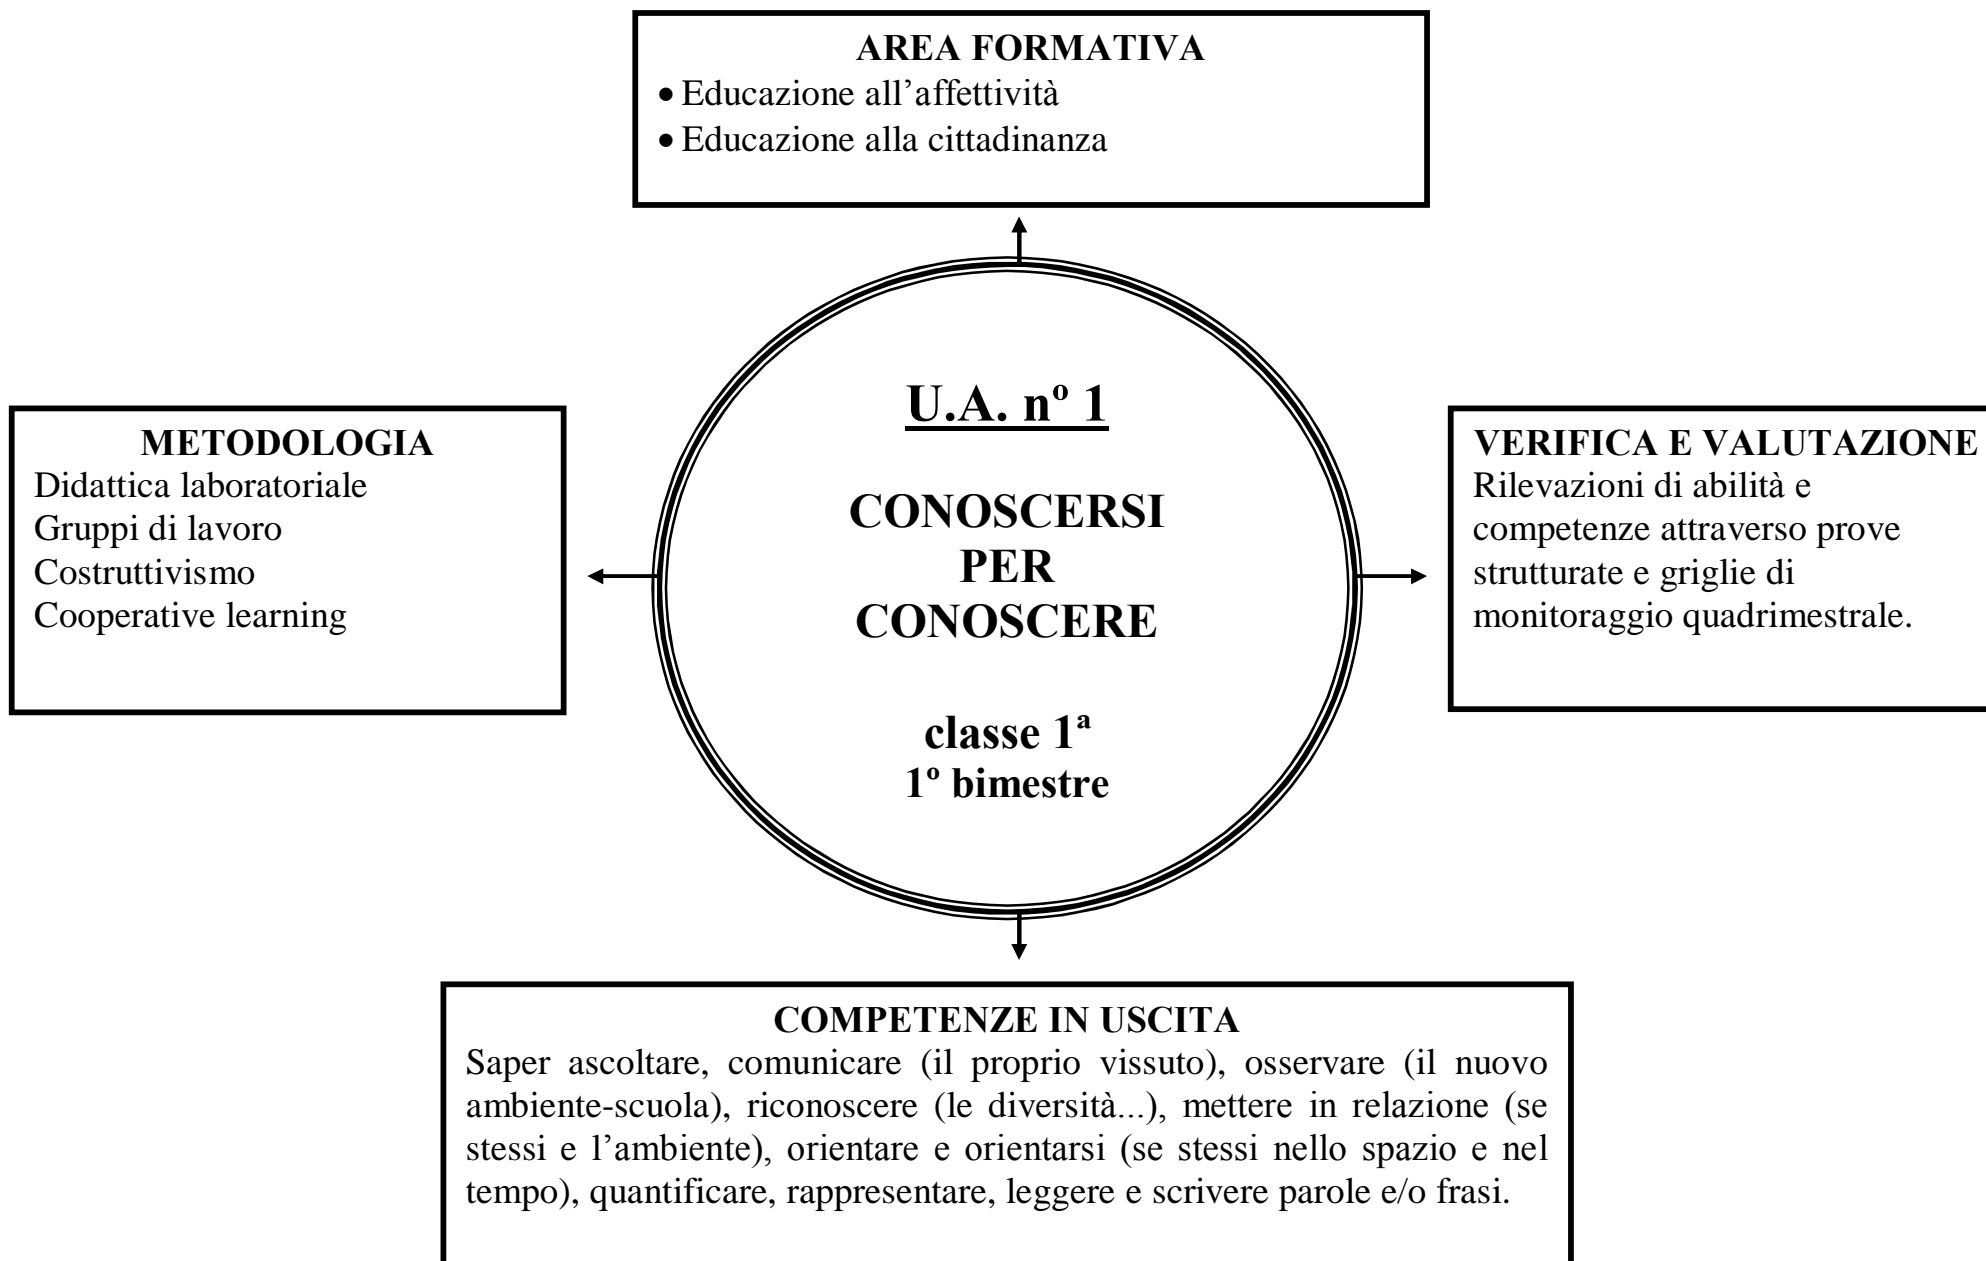 AREA FORMATIVA
• Educazione all’affettività
• Educazione alla cittadinanza
U.A. nº 1
CONOSCERSI
PER
CONOSCERE
classe 1ª
1º bimestre
METODOLOGIA
Didattica laboratoriale
Gruppi di lavoro
Costruttivismo
Cooperative learning
VERIFICA E VALUTAZIONE
Rilevazioni di abilità e
competenze attraverso prove
strutturate e griglie di
monitoraggio quadrimestrale.
COMPETENZE IN USCITA
Saper ascoltare, comunicare (il proprio vissuto), osservare (il nuovo
ambiente-scuola), riconoscere (le diversità...), mettere in relazione (se
stessi e l’ambiente), orientare e orientarsi (se stessi nello spazio e nel
tempo), quantificare, rappresentare, leggere e scrivere parole e/o frasi.